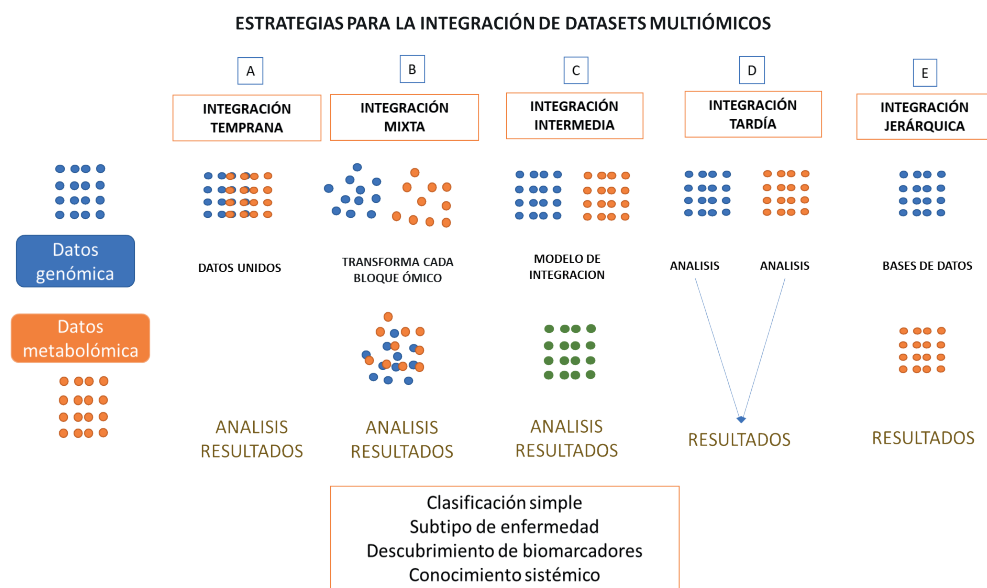 ESTRATEGIAS PARA LA INTEGRACIÓN DE DATASETS MULTIÓMICOS
A
B
C
D
E
INTEGRACIÓN
TEMPRANA
INTEGRACIÓN
MIXTA
INTEGRACIÓN
INTERMEDIA
INTEGRACIÓN
TARDÍA
INTEGRACIÓN
JERÁRQUICA
Datos
genómica
Datos
metabolómica
DATOS UNIDOS
TRANSFORMA CADA
BLOQUE ÓMICO
MODELO DE
INTEGRACION
ANALISIS
ANALISIS
BASES DE DATOS
ANALISIS
RESULTADOS
ANALISIS
RESULTADOS
ANALISIS
RESULTADOS
RESULTADOS
RESULTADOS
Clasificación simple
Subtipo de enfermedad
Descubrimiento de biomarcadores
Conocimiento sistémico